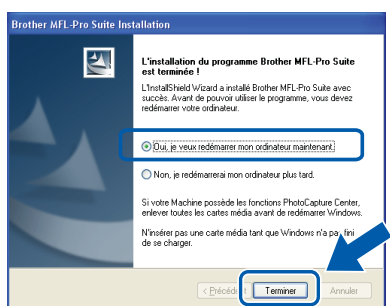 Brother MFL-Pro Suite Installation
L'installation du programme Brother MFL-Pro Suite
est terminée !
L'InstallShield Wizard a installé Brother MFL-Pro Suite avec
succès. Avant de pouvoir utiliser le programme, vous devez
redémarrer votre ordinateur.
Oui, je veux redémarrer mon ordinateur maintenant.
Non, je redémarrerai mon ordinateur plus tard.
Si votre Machine possède les fonctions PhotoCapture Center,
enlever toutes les cartes média avant de redémarrer Windows.
N'insérer pas une carte média tant que Windows n'a pas fini
de se charger.
< Précédent Terminer Annuler